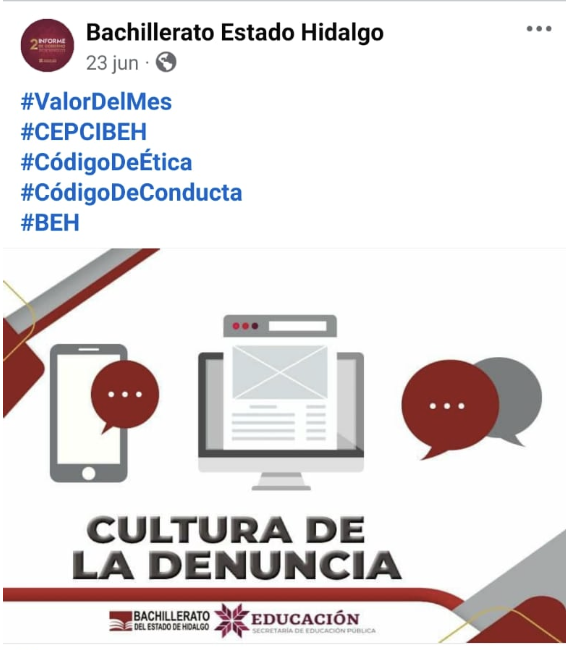 Bachillerato Estado Hidalgo
23 jun ·
#ValorDelMes
#CEPCIBEH
#CódigoDeÉtica
#CódigoDeConducta
#BEH
CULTURA DE
LA DENUNCIA
BACHILLERATO
DEL ESTADO DE HIDALGO
EDUCACIÓN
SECRETARÍA DE EDUCACIÓN PÚBLICA